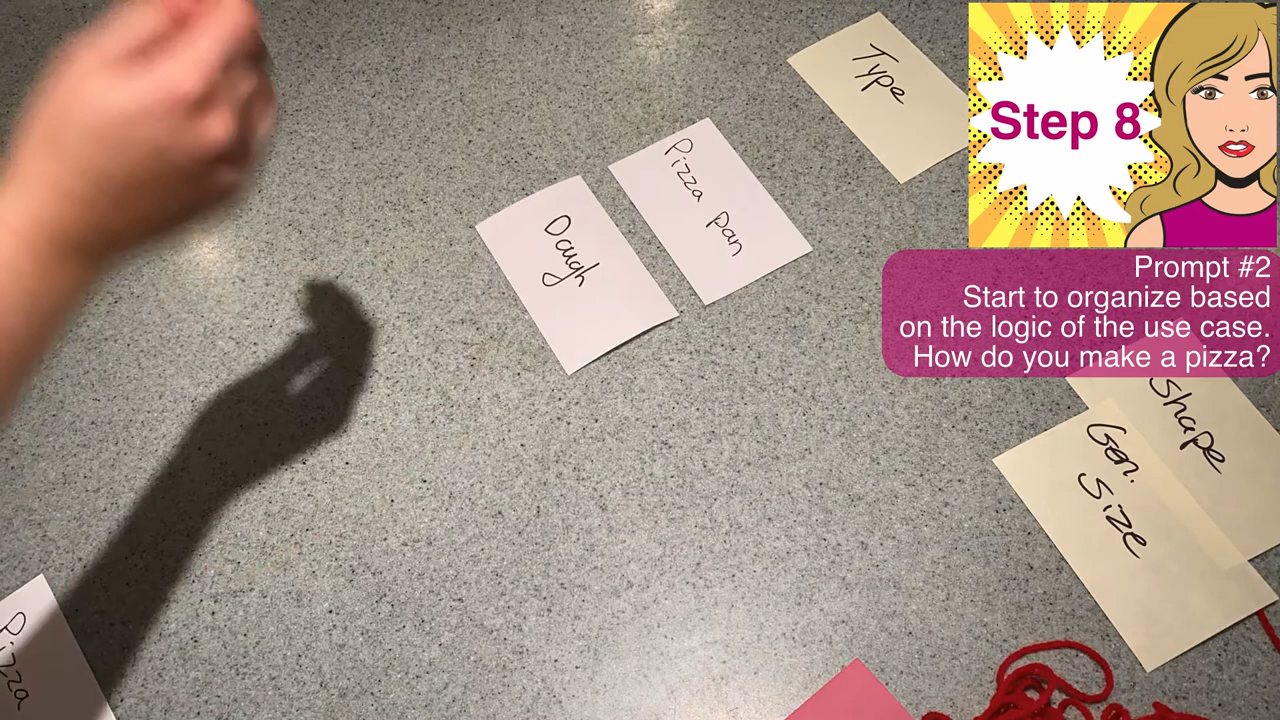 Type
Pizza pan
Dough
Step 8
Prompt #2
Start to organize based
on the logic of the use case.
How do you make a pizza?
Shape
Gen.
Size
Pizza